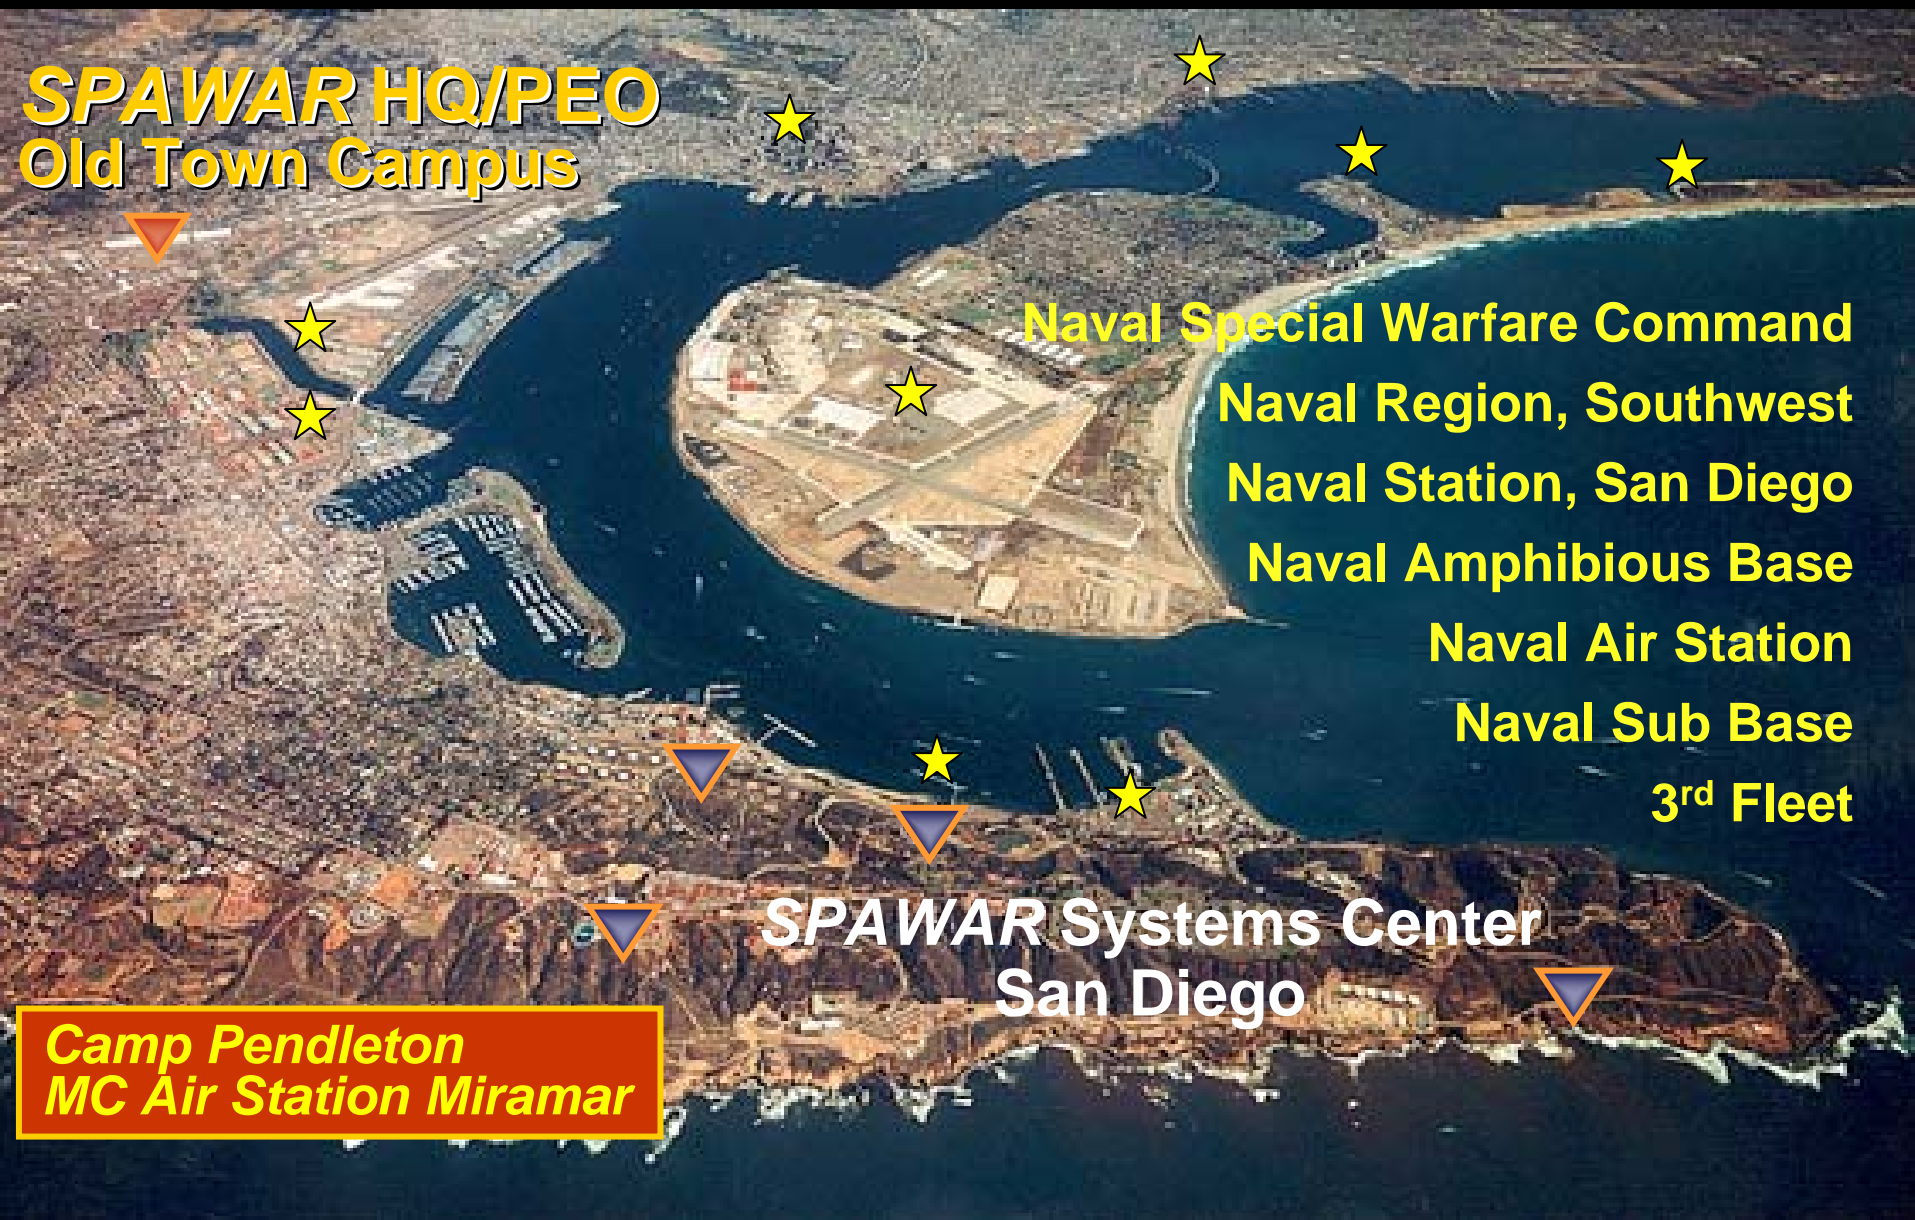 SPAWAR HQ/PEO
Old Town Campus
Naval Special Warfare Command
Naval Region, Southwest
Naval Station, San Diego
Naval Amphibious Base
Naval Air Station
Naval Sub Base
3rd Fleet
SPAWAR Systems Center
San Diego
Camp Pendleton
MC Air Station Miramar